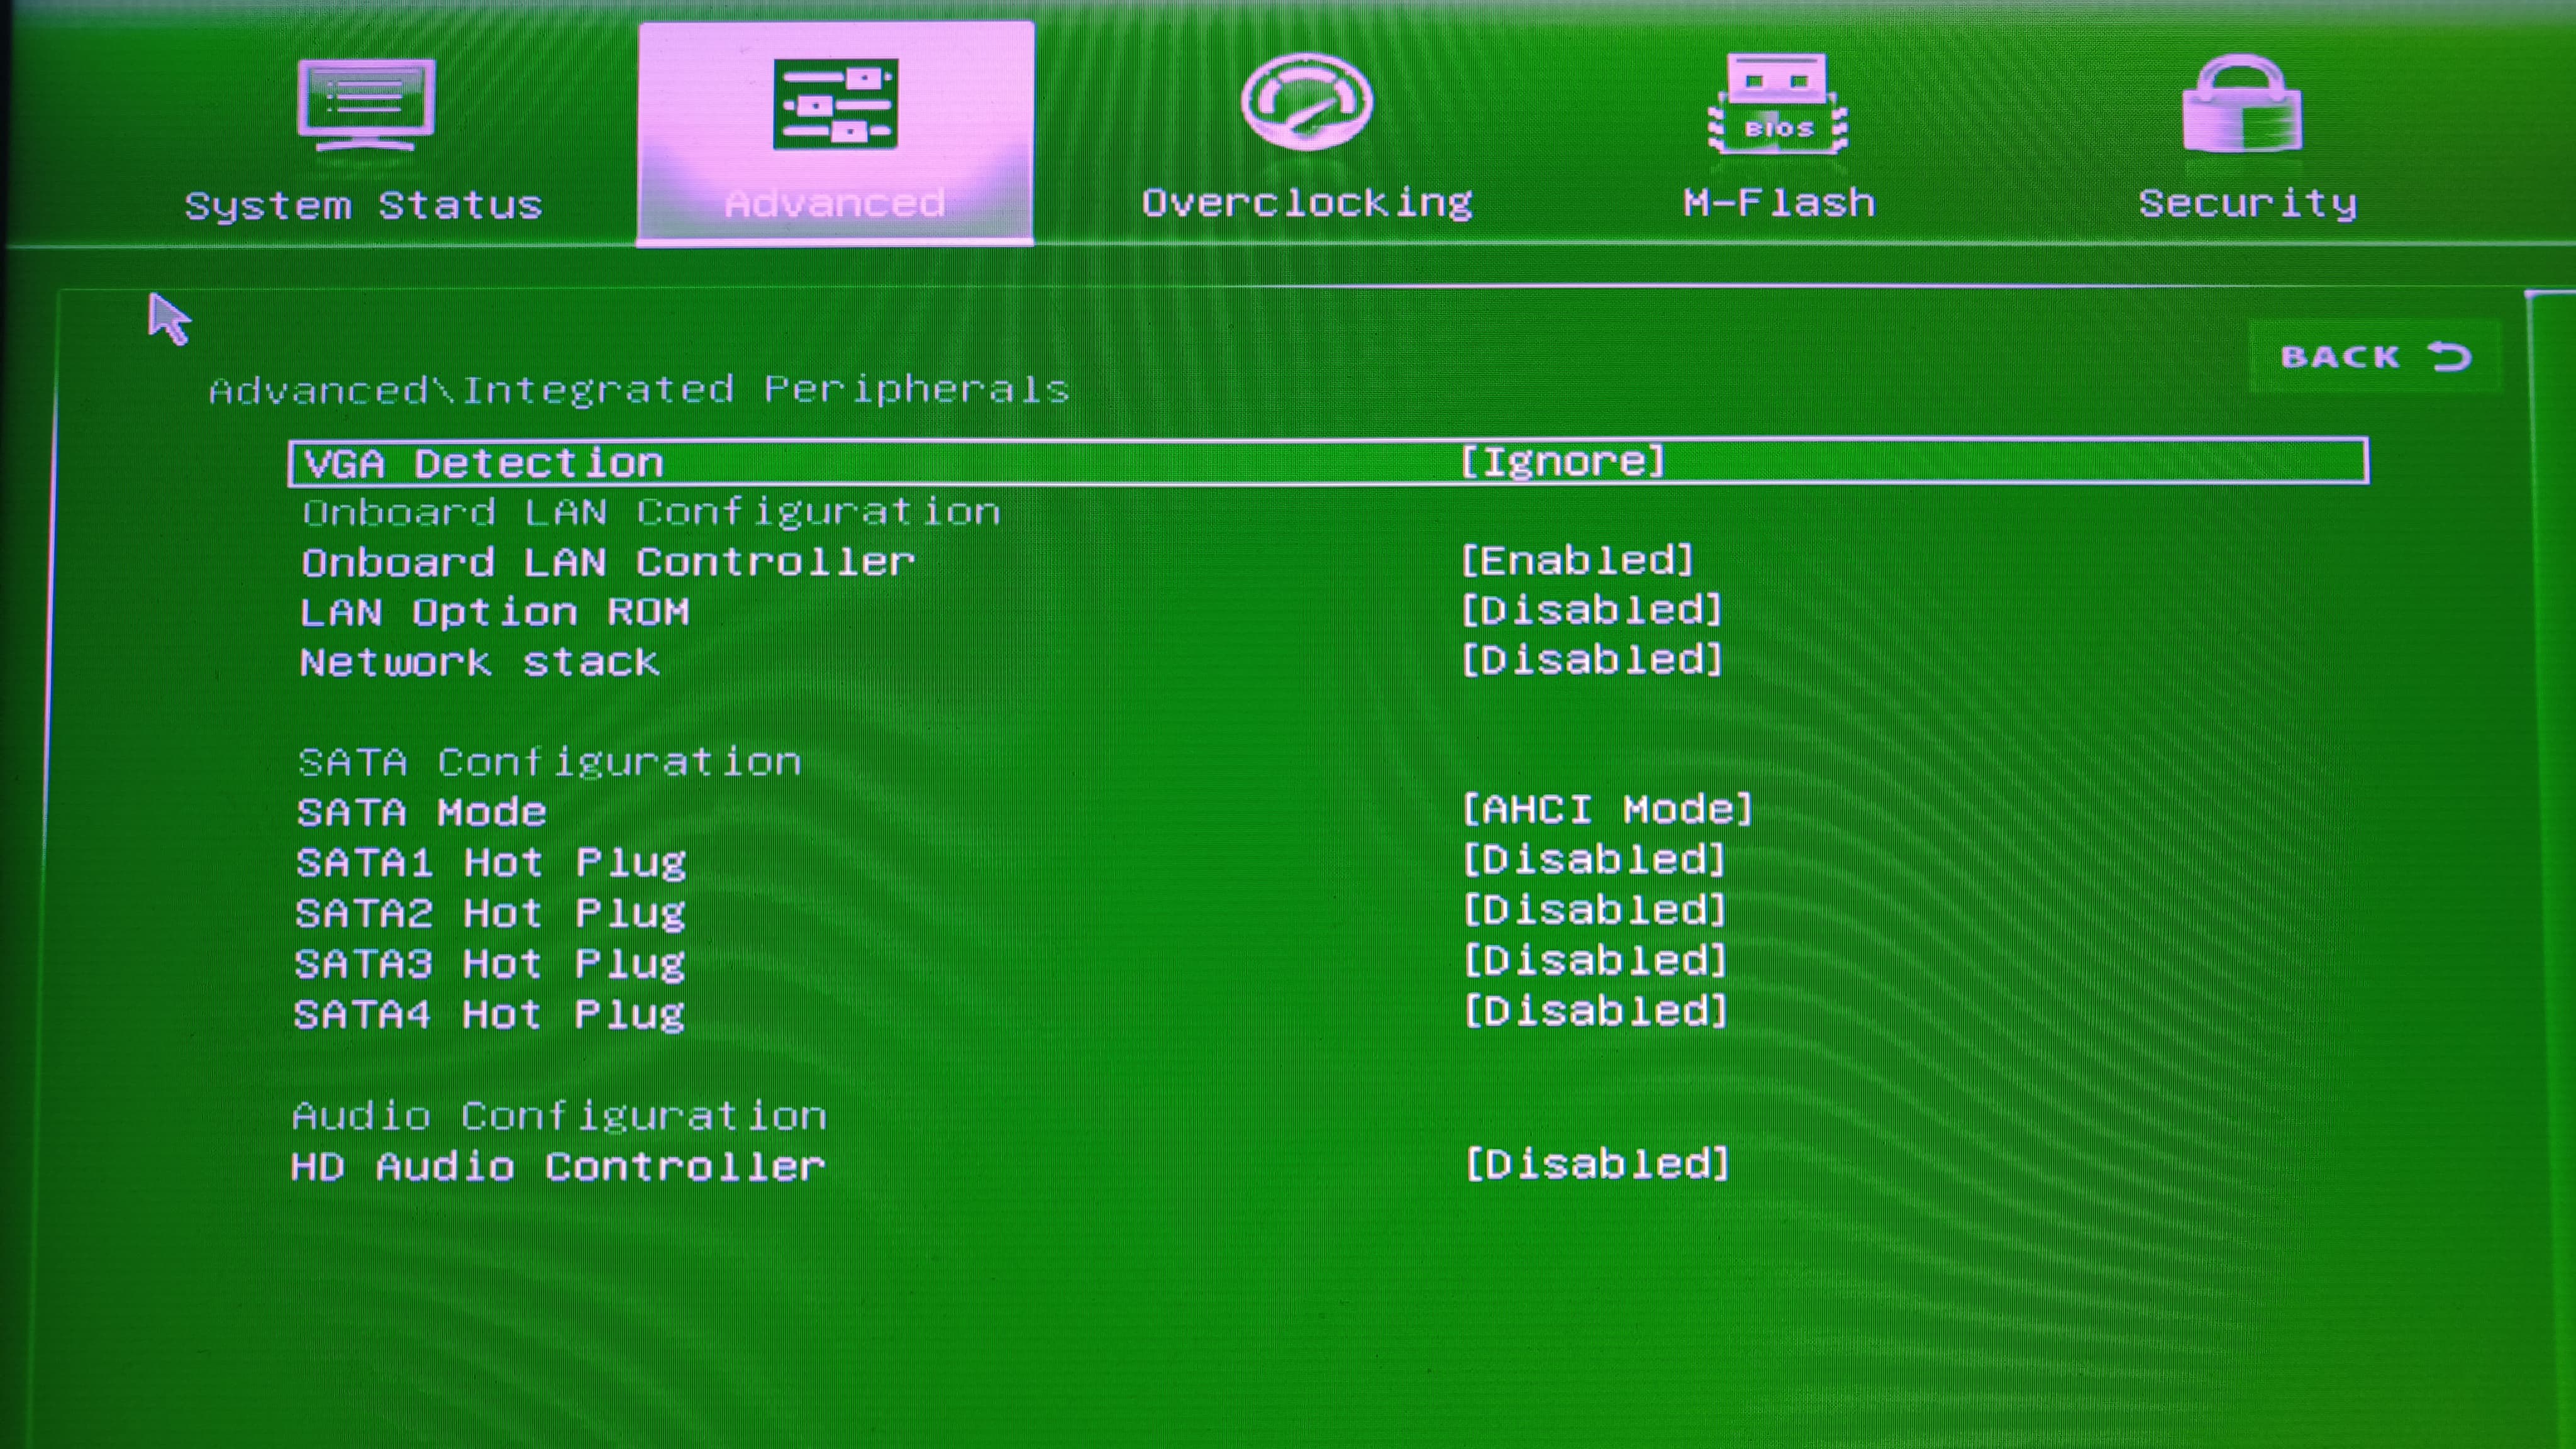 System Status
Advanced
Overclocking
BIOS
M-Flash
Security
BACK
Advanced\Integrated Peripherals
VGA Detection [Ignore]
Onboard LAN Configuration
Onboard LAN Controller [Enabled]
LAN Option ROM [Disabled]
Network stack [Disabled]
SATA Configuration
SATA Mode [AHCI Mode]
SATA1 Hot Plug [Disabled]
SATA2 Hot Plug [Disabled]
SATA3 Hot Plug [Disabled]
SATA4 Hot Plug [Disabled]
Audio Configuration
HD Audio Controller [Disabled]